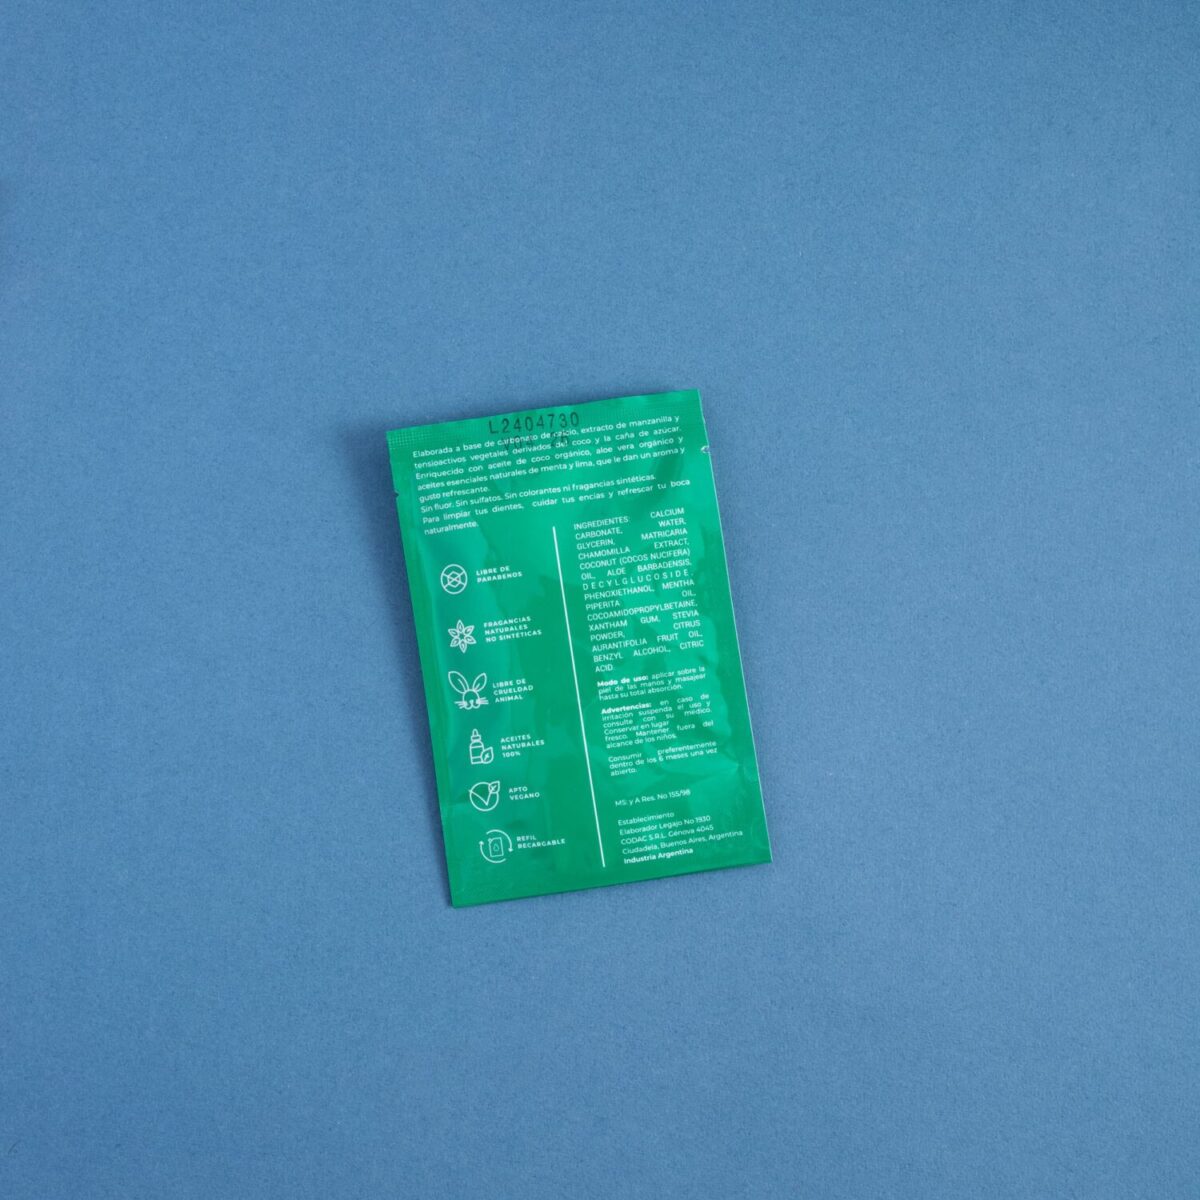 L2404730
Elaborada a base de carbonato de calcio, extracto de manzanilla y
tensioactivos vegetales derivados del coco y la caña de azúcar.
Enriquecido con aceite de coco orgánico, aloe vera orgánico y
aceites esenciales naturales de menta y lima, que le dan un aroma y
gusto refrescante.
Sin fluor. Sin sulfatos. Sin colorantes ni fragancias sintéticas.
Para limpiar tus dientes, cuidar tus encias y refrescar tu boca
naturalmente.
LIBRE DE
PARABENOS
FRAGANCIAS
NATURALES
NO SINTÉTICAS
LIBRE DE
CRUELDAD
ANIMAL
ACEITES
NATURALES
100%
APTO
VEGANO
REFIL
RECARGABLE
INGREDIENTES: CALCIUM
CARBONATE, WATER,
GLYCERIN, MATRICARIA
CHAMOMILLA EXTRACT,
COCONUT (COCOS NUCIFERA)
OIL, ALOE BARBADENSIS,
DECYLGLUCOSIDE,
PHENOXIETHANOL, MENTHA
PIPERITA OIL,
COCOAMIDOPROPYLBETAINE,
XANTHAM GUM, STEVIA
POWDER, CITRUS
AURANTIFOLIA FRUIT OIL,
BENZYL ALCOHOL, CITRIC
ACID.
Modo de uso: aplicar sobre la
piel de las manos y masajear
hasta su total absorción.
Advertencias: en caso de
irritación suspenda el uso y
consulte con su médico.
Conservar en lugar
fresco. Mantener fuera del
alcance de los niños.
Consumir preferentemente
dentro de los 6 meses una vez
abierto.
MS: y A Res. No 155/98
Establecimiento
Elaborador Legajo No 1930
CODAC S.R.L. Génova 4045
Ciudadela, Buenos Aires, Argentina
Industria Argentina